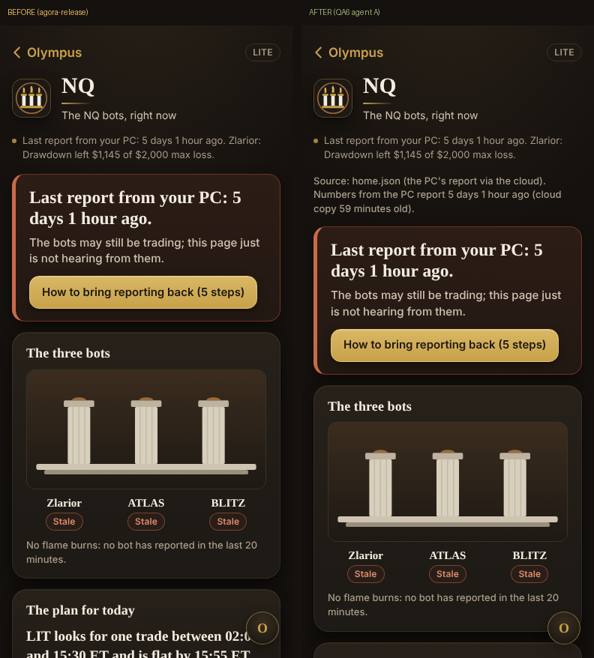 BEFORE (agora-release)
Olympus
LITE
NQ
The NQ bots, right now
Last report from your PC: 5 days 1 hour ago. Zlarior:
Drawdown left $1,145 of $2,000 max loss.
Last report from your PC: 5
days 1 hour ago.
The bots may still be trading; this page just
is not hearing from them.
How to bring reporting back (5 steps)
The three bots
Zlarior
ATLAS
BLITZ
Stale
Stale
Stale
No flame burns: no bot has reported in the last 20
minutes.
The plan for today
LIT looks for one trade between
and 15:30 ET and is flat by 15:55 ET
O
AFTER (QA6 agent A)
Olympus
LITE
NQ
The NQ bots, right now
Last report from your PC: 5 days 1 hour ago. Zlarior:
Drawdown left $1,145 of $2,000 max loss.
Source: home.json (the PC's report via the cloud).
Numbers from the PC report 5 days 1 hour ago (cloud
copy 59 minutes old).
Last report from your PC: 5
days 1 hour ago.
The bots may still be trading; this page just
is not hearing from them.
How to bring reporting back (5 steps)
The three bots
Zlarior
ATLAS
BLITZ
Stale
Stale
Stale
No flame burns: no bot has reported in the last 20
minutes.
O